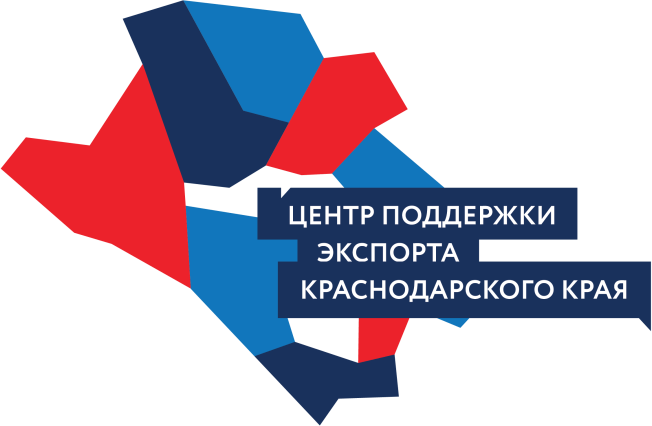 ЦЕНТР ПОДДЕРЖКИ
ЭКСПОРТА
КРАСНОДАРСКОГО КРАЯ